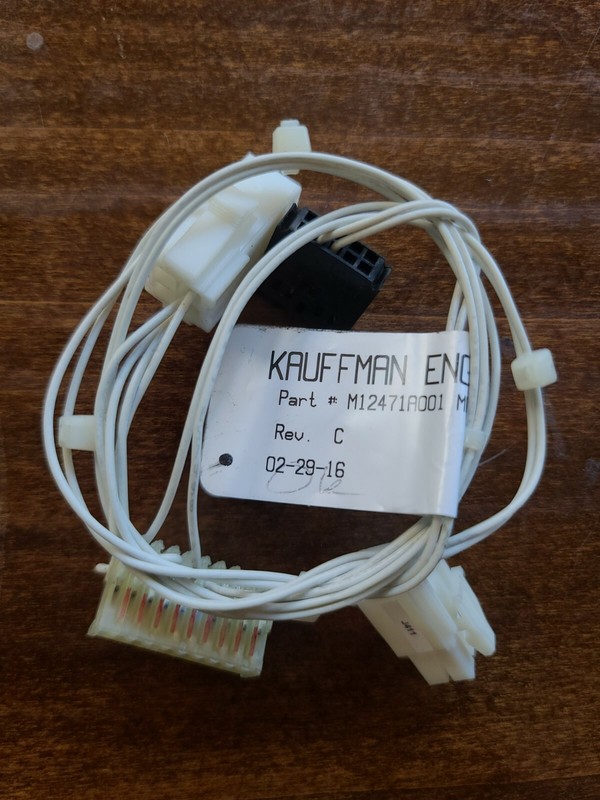 KAUFFMAN ENG
Part # M12471A001 M
Rev. C
02-29-16